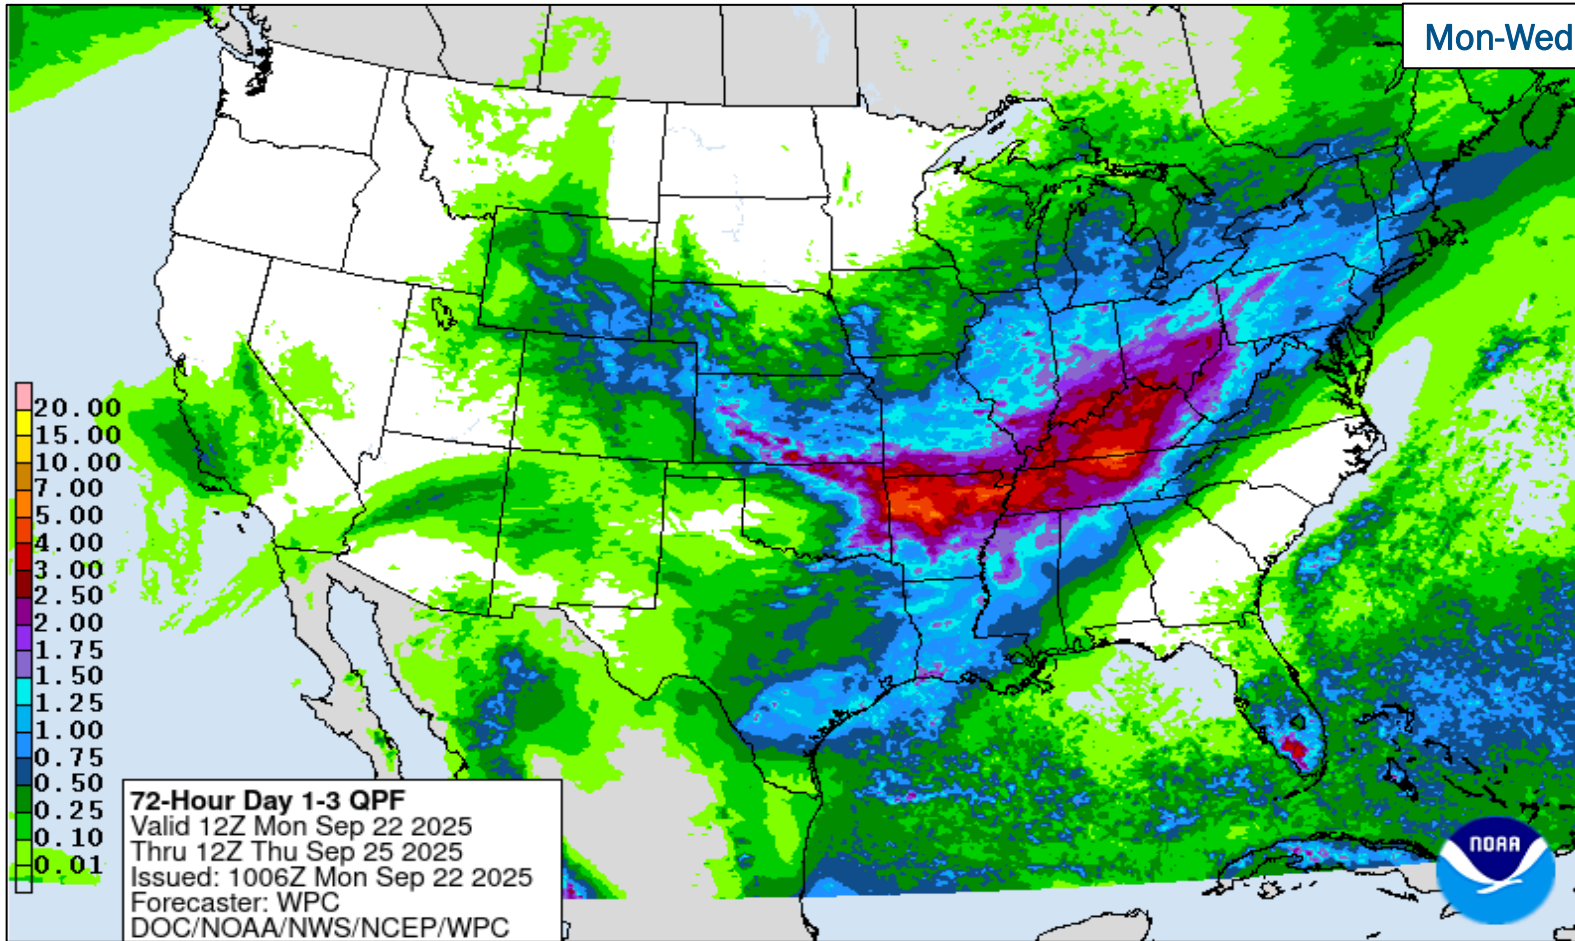 Mon-Wed
20.00
15.00
10.00
7.00
5.00
4.00
3.00
2.50
2.00
1.75
1.50
1.25
1.00
0.75
0.50
0.25
0.10
0.01
72-Hour Day 1-3 QPF
Valid 12Z Mon Sep 22 2025
Thru 12Z Thu Sep 25 2025
Issued: 1006Z Mon Sep 22 2025
Forecaster: WPC
DOC/NOAA/NWS/NCEP/WPC
NOAA